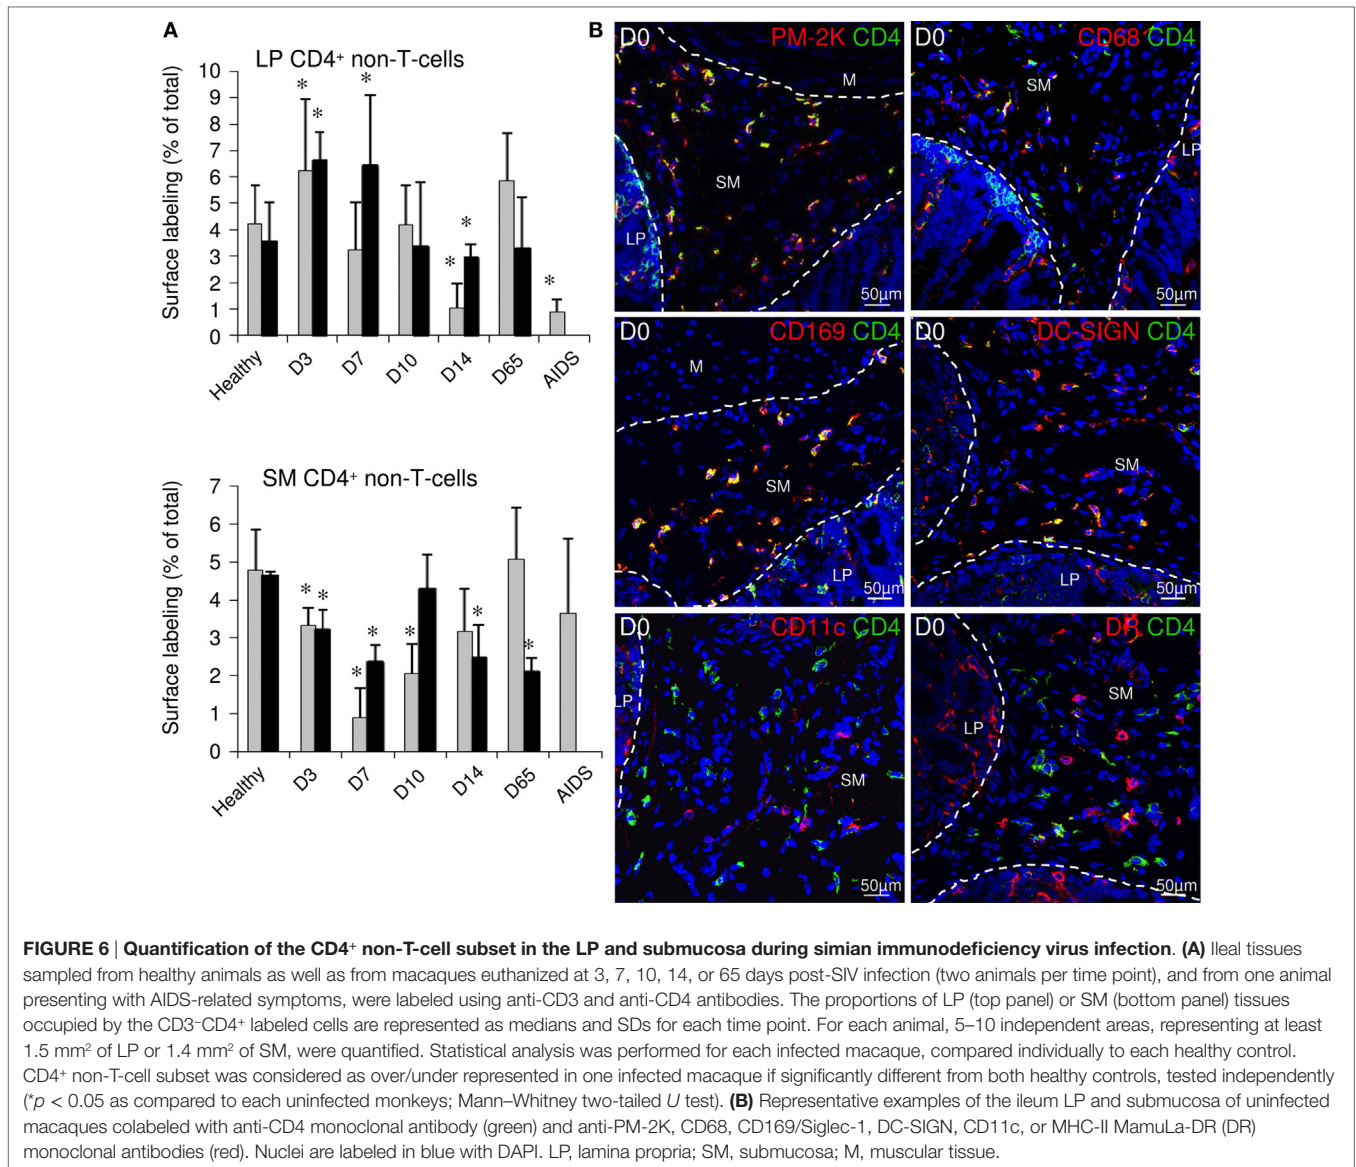 A
LP CD4⁺ non-T-cells
Surface labeling (% of total)
10
9
8
7
6
5
4
3
2
1
0
* * * * * *
Healthy D3 D7 D10 D14 D65 AIDS
SM CD4⁺ non-T-cells
Surface labeling (% of total)
7
6
5
4
3
2
1
0
* * * * * * *
Healthy D3 D7 D10 D14 D65 AIDS
B
D0 PM-2K CD4
M
SM
LP
50µm
D0 CD68 CD4
SM
LP
50µm
D0 CD169 CD4
M
SM
LP
50µm
D0 DC-SIGN CD4
SM
LP
50µm
D0 CD11c CD4
LP
SM
50µm
D0 DR CD4
SM
LP
50µm
FIGURE 6 | Quantification of the CD4⁺ non-T-cell subset in the LP and submucosa during simian immunodeficiency virus infection. (A) Ileal tissues
sampled from healthy animals as well as from macaques euthanized at 3, 7, 10, 14, or 65 days post-SIV infection (two animals per time point), and from one animal
presenting with AIDS-related symptoms, were labeled using anti-CD3 and anti-CD4 antibodies. The proportions of LP (top panel) or SM (bottom panel) tissues
occupied by the CD3⁻CD4⁺ labeled cells are represented as medians and SDs for each time point. For each animal, 5–10 independent areas, representing at least
1.5 mm² of LP or 1.4 mm² of SM, were quantified. Statistical analysis was performed for each infected macaque, compared individually to each healthy control.
CD4⁺ non-T-cell subset was considered as over/under represented in one infected macaque if significantly different from both healthy controls, tested independently
(*p < 0.05 as compared to each uninfected monkeys; Mann–Whitney two-tailed U test). (B) Representative examples of the ileum LP and submucosa of uninfected
macaques colabeled with anti-CD4 monoclonal antibody (green) and anti-PM-2K, CD68, CD169/Siglec-1, DC-SIGN, CD11c, or MHC-II MamuLa-DR (DR)
monoclonal antibodies (red). Nuclei are labeled in blue with DAPI. LP, lamina propria; SM, submucosa; M, muscular tissue.